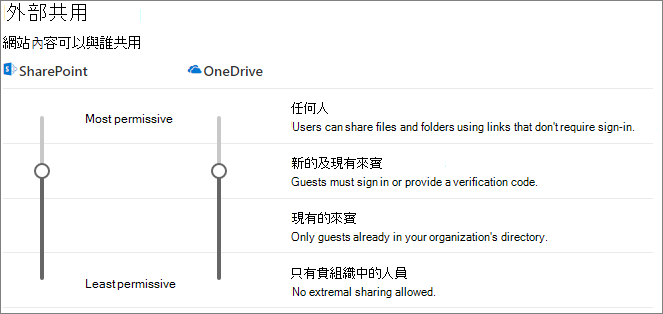 外部共用
網站內容可以與誰共用
SharePoint
OneDrive
Most permissive
任何人
Users can share files and folders using links that don't require sign-in.
新的及現有來賓
Guests must sign in or provide a verification code.
現有的來賓
Only guests already in your organization's directory.
Least permissive
只有貴組織中的人員
No extremal sharing allowed.